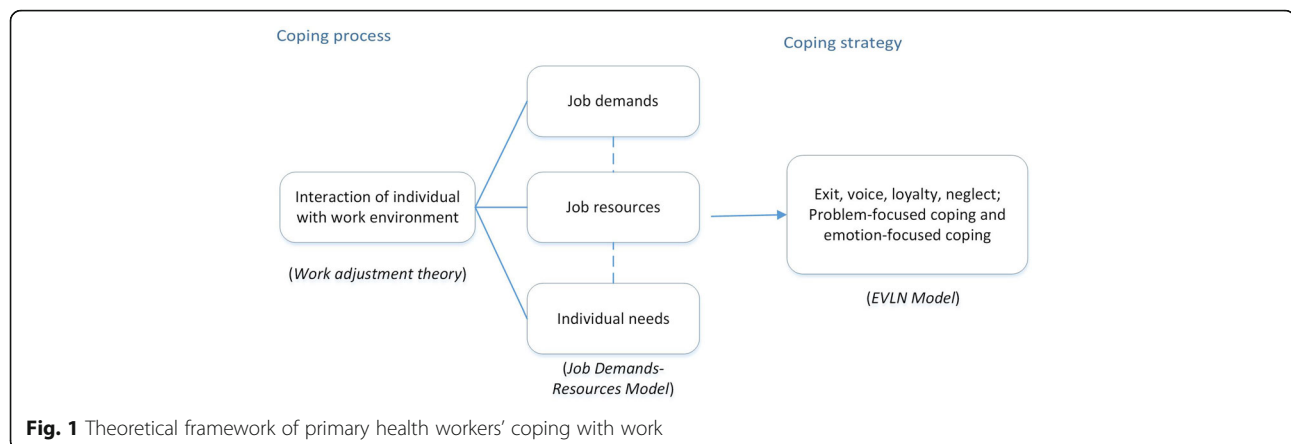 Coping process
Coping strategy
Job demands
Interaction of individual
with work environment
(Work adjustment theory)
Job resources
Individual needs
(Job Demands-
Resources Model)
Exit, voice, loyalty, neglect;
Problem-focused coping and
emotion-focused coping
(EVLN Model)
Fig. 1 Theoretical framework of primary health workers’ coping with work